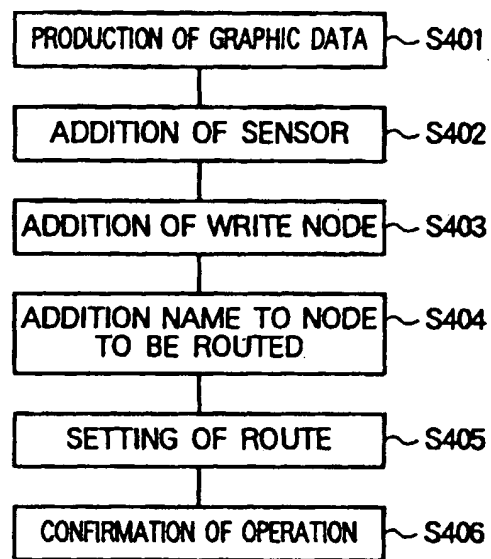 PRODUCTION OF GRAPHIC DATA S401
ADDITION OF SENSOR S402
ADDITION OF WRITE NODE S403
ADDITION NAME TO NODE S404
TO BE ROUTED
SETTING OF ROUTE S405
CONFIRMATION OF OPERATION S406